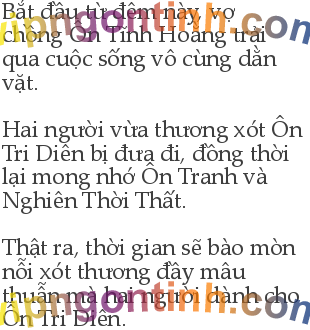 Bắt đầu từ đêm này, vợ
chồng Ôn Tĩnh Hoằng trải
qua cuộc sống vô cùng dằn
vặt.
Hai người vừa thương xót Ôn
Tri Diên bị đưa đi, đồng thời
lại mong nhớ Ôn Tranh và
Nghiên Thời Thất.
Thật ra, thời gian sẽ bào mòn
nỗi xót thương đầy mâu
thuẫn mà hai người dành cho
Ôn Tri Diên.
vipngontinh.com
vipngontinh.com